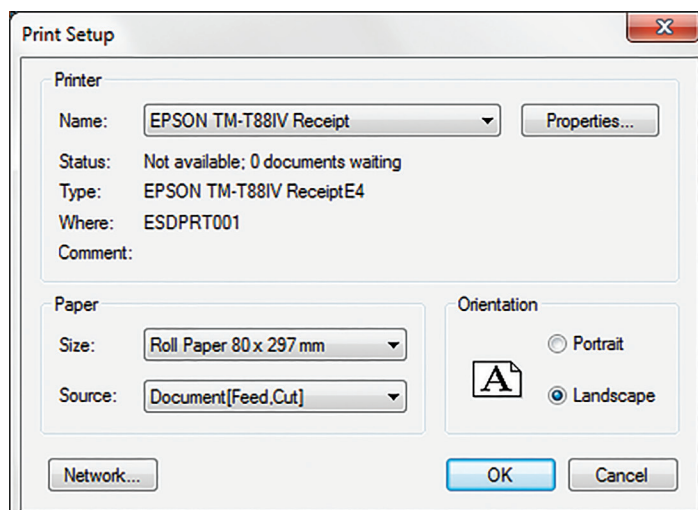 Print Setup
Printer
Name: EPSON TM-T88IV Receipt Properties...
Status: Not available; 0 documents waiting
Type: EPSON TM-T88IV ReceiptE4
Where: ESDPRT001
Comment:
Paper
Size: Roll Paper 80 x 297 mm
Source: Document[Feed,Cut]
Orientation
A
Portrait
Landscape
Network... OK Cancel